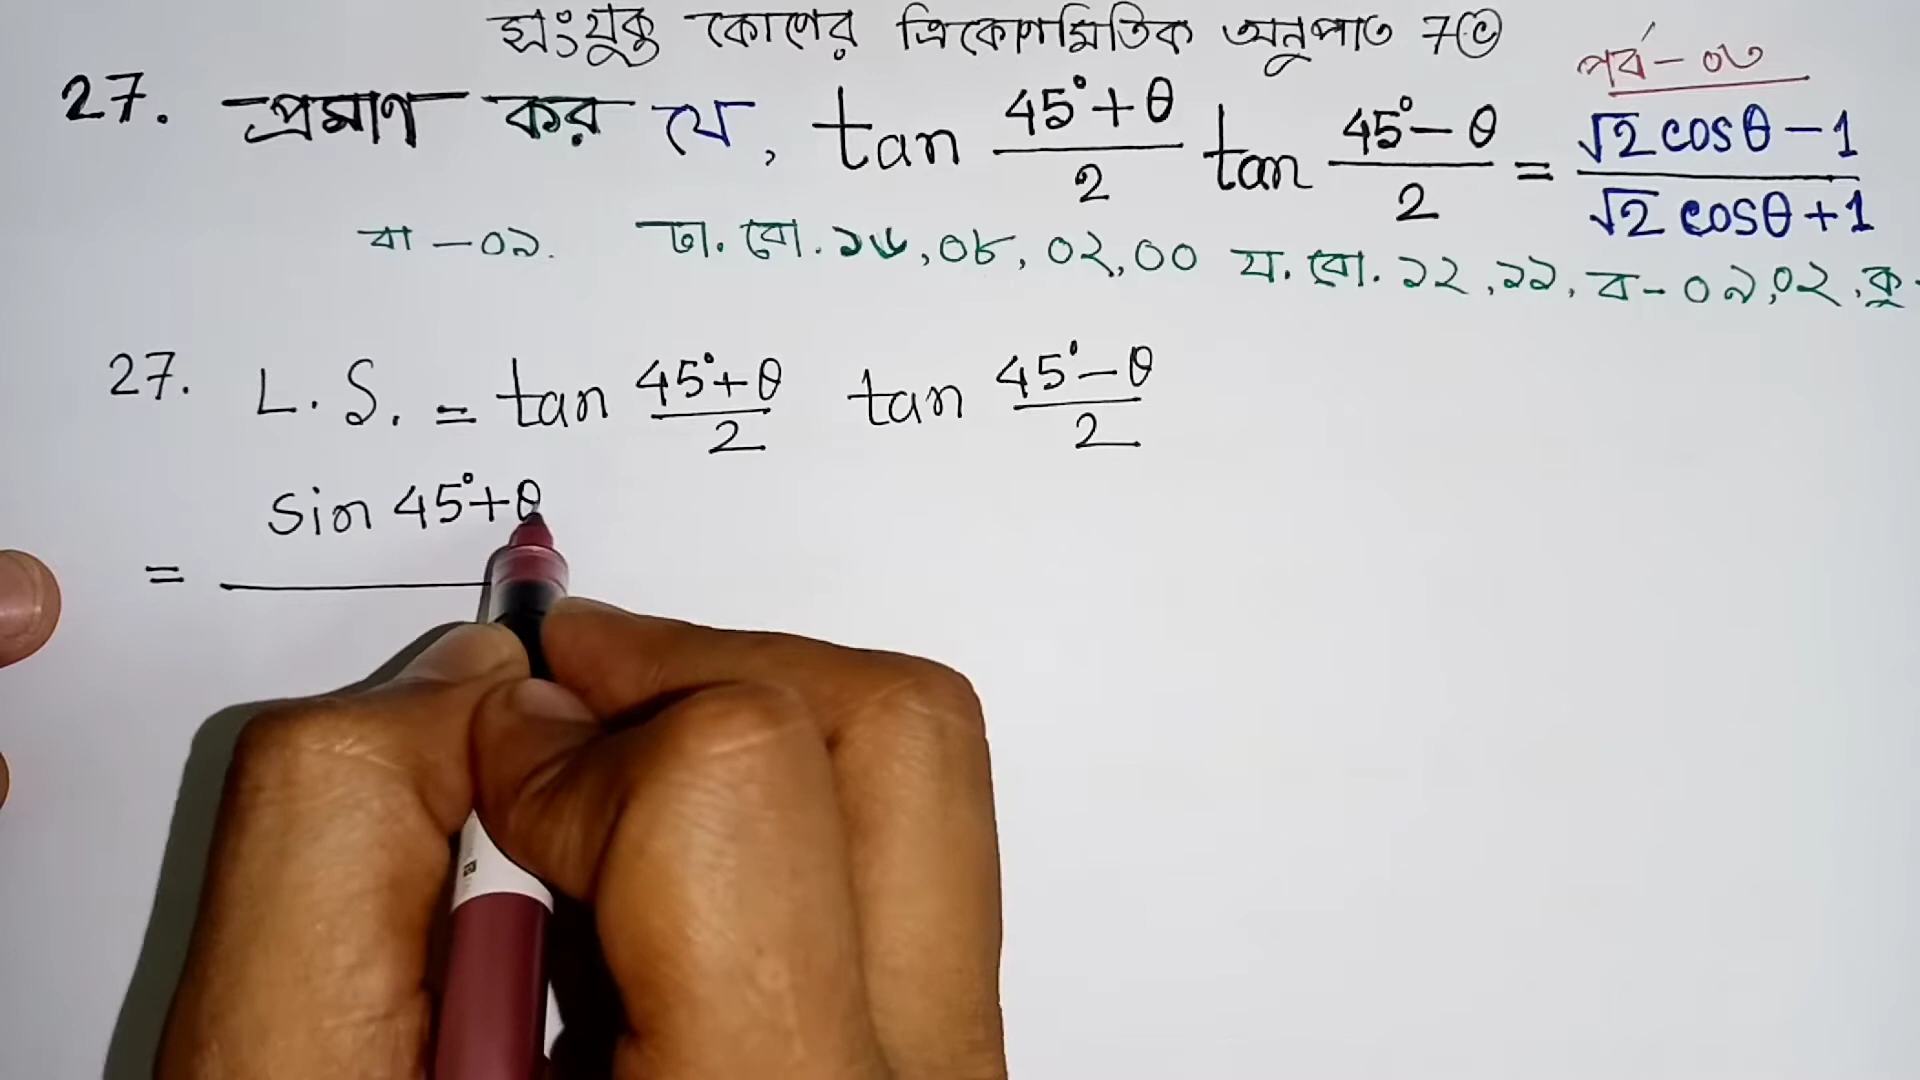 সংযুক্ত কোণের ত্রিকোণমিতিক অনুপাত 7ⓒ
পর্ব - ০৩
27. প্রমাণ কর যে, tan (45°+θ)/2 tan (45°-θ)/2 = (√2 cosθ-1)/(√2 cosθ+1)
বা-০৯. ঢা. বো. ১৬, ০৮, ০২, ০০ য. বো. ১২, ১১, ব-০৯, ০২, কু
27. L. S. = tan (45°+θ)/2 tan (45°-θ)/2
= sin 45°+θ